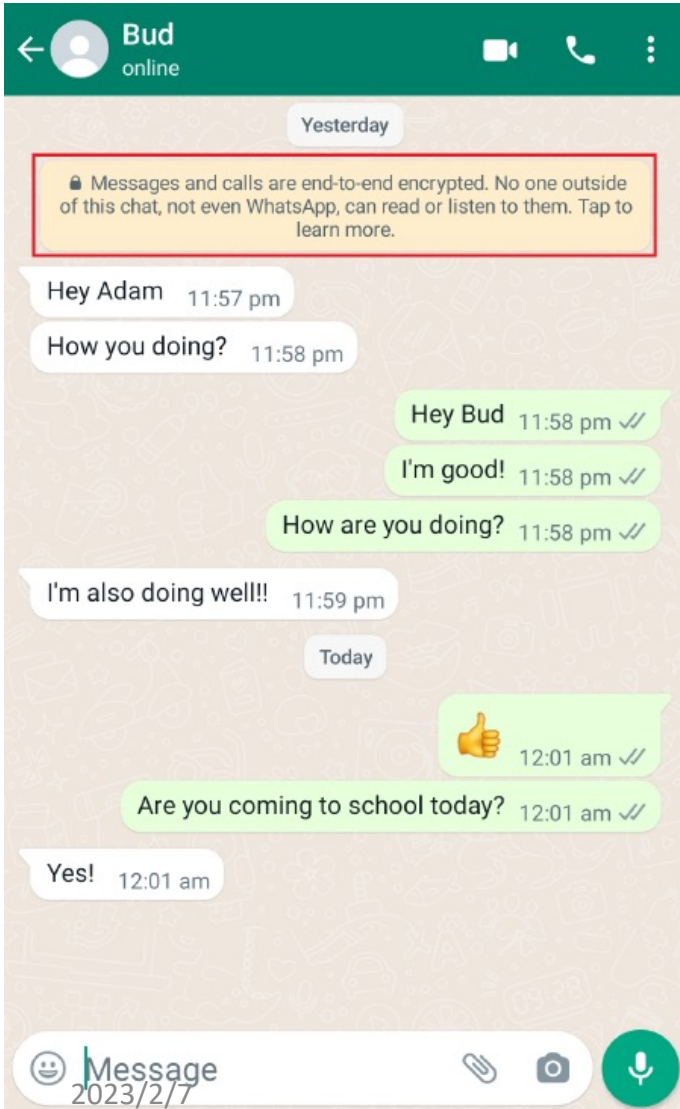 Bud
online
Yesterday
Messages and calls are end-to-end encrypted. No one outside
of this chat, not even WhatsApp, can read or listen to them. Tap to
learn more.
Hey Adam 11:57 pm
How you doing? 11:58 pm
Hey Bud 11:58 pm
I'm good! 11:58 pm
How are you doing? 11:58 pm
I'm also doing well!! 11:59 pm
Today
👍 12:01 am
Are you coming to school today? 12:01 am
Yes! 12:01 am
Message
2023/2/7